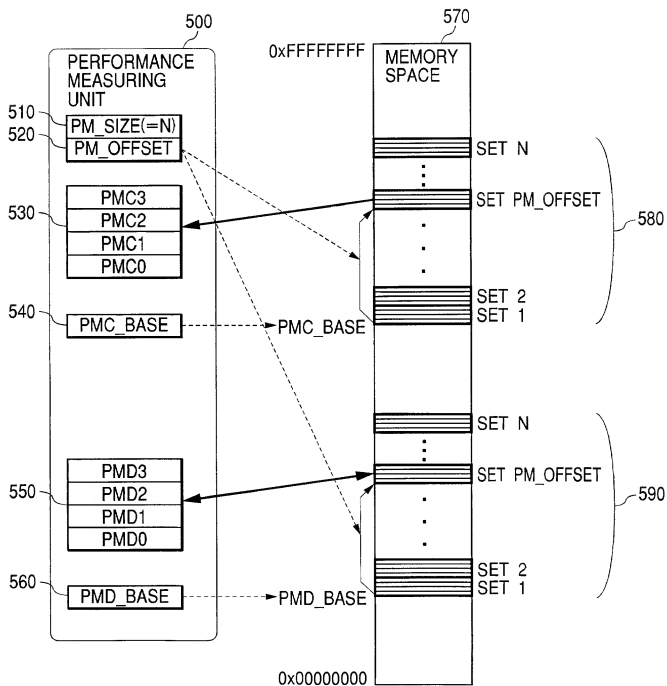 500
570
0xFFFFFFFF
PERFORMANCE
MEASURING
UNIT
MEMORY
SPACE
510
PM_SIZE(=N)
520
PM_OFFSET
SET N
PMC3
SET PM_OFFSET
530
PMC2
580
PMC1
PMC0
SET 2
540
SET 1
PMC_BASE
PMC_BASE
SET N
PMD3
SET PM_OFFSET
550
PMD2
590
PMD1
PMD0
SET 2
560
SET 1
PMD_BASE
PMD_BASE
0x00000000